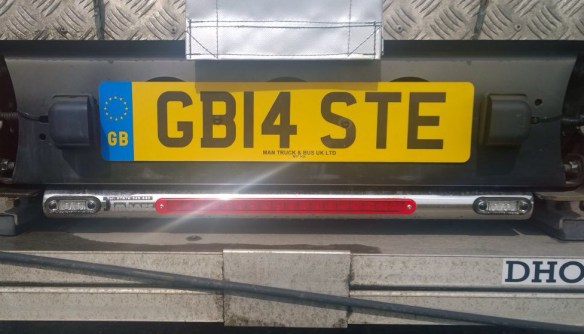 GB
GB14 STE
MAN TRUCK & BUS UK LTD
DHO